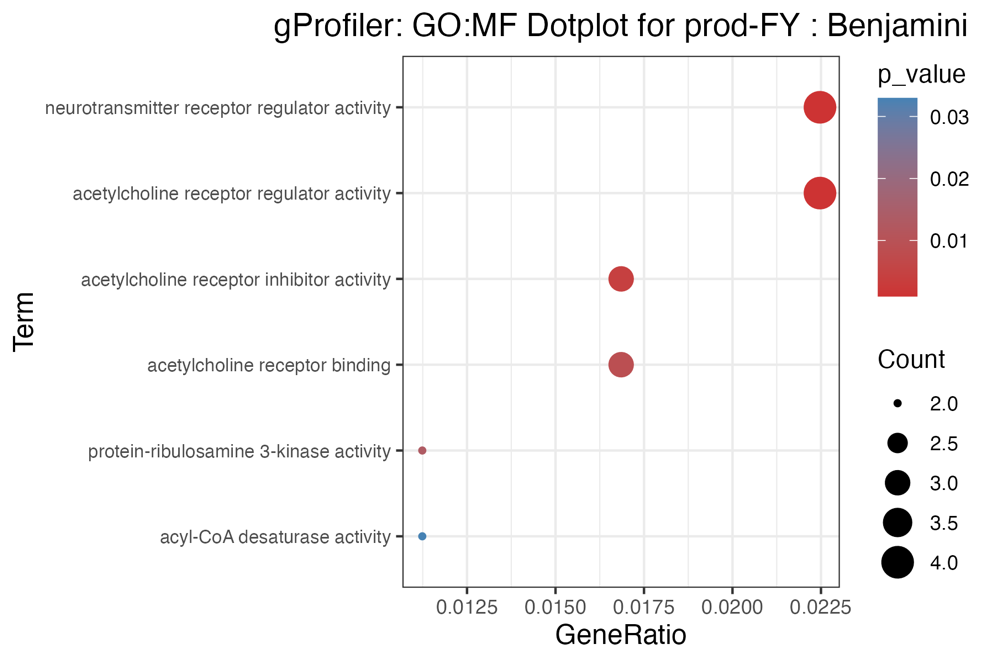 gProfiler: GO:MF Dotplot for prod-FY : Benjamini
Term
neurotransmitter receptor regulator activity
acetylcholine receptor regulator activity
acetylcholine receptor inhibitor activity
acetylcholine receptor binding
protein-ribulosamine 3-kinase activity
acyl-CoA desaturase activity
0.0125 0.0150 0.0175 0.0200 0.0225
GeneRatio
p_value
0.03
0.02
0.01
Count
2.0
2.5
3.0
3.5
4.0